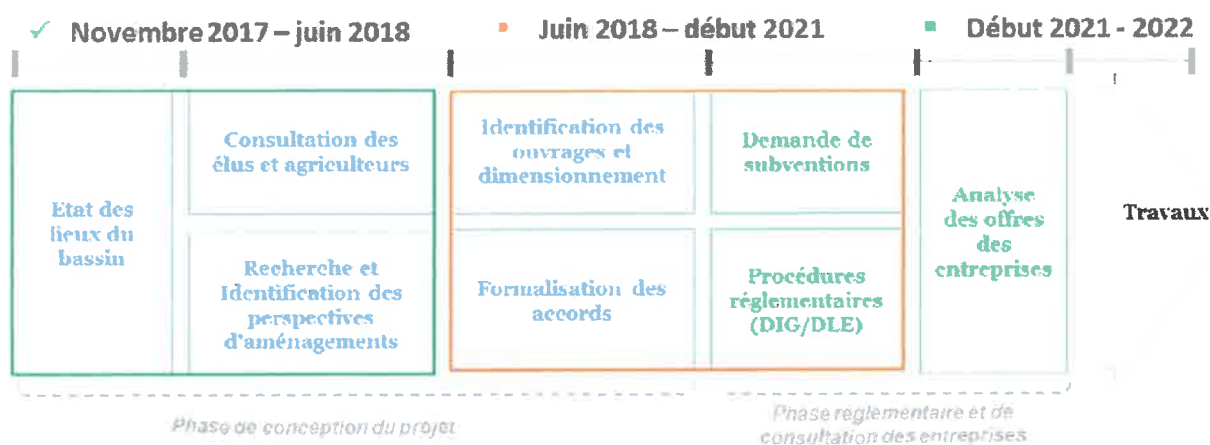 ✓ Novembre 2017 – juin 2018
▪ Juin 2018 – début 2021
▪ Début 2021 - 2022
Etat des
lieux du
bassin
Consultation des
élus et agriculteurs
Recherche et
Identification des
perspectives
d'aménagements
Identification des
ouvrages et
dimensionnement
Formalisation des
accords
Demande de
subventions
Procédures
réglementaires
(DIG/DLE)
Analyse
des offres
des
entreprises
Travaux
Phase de conception du projet
Phase réglementaire et de
consultation des entreprises